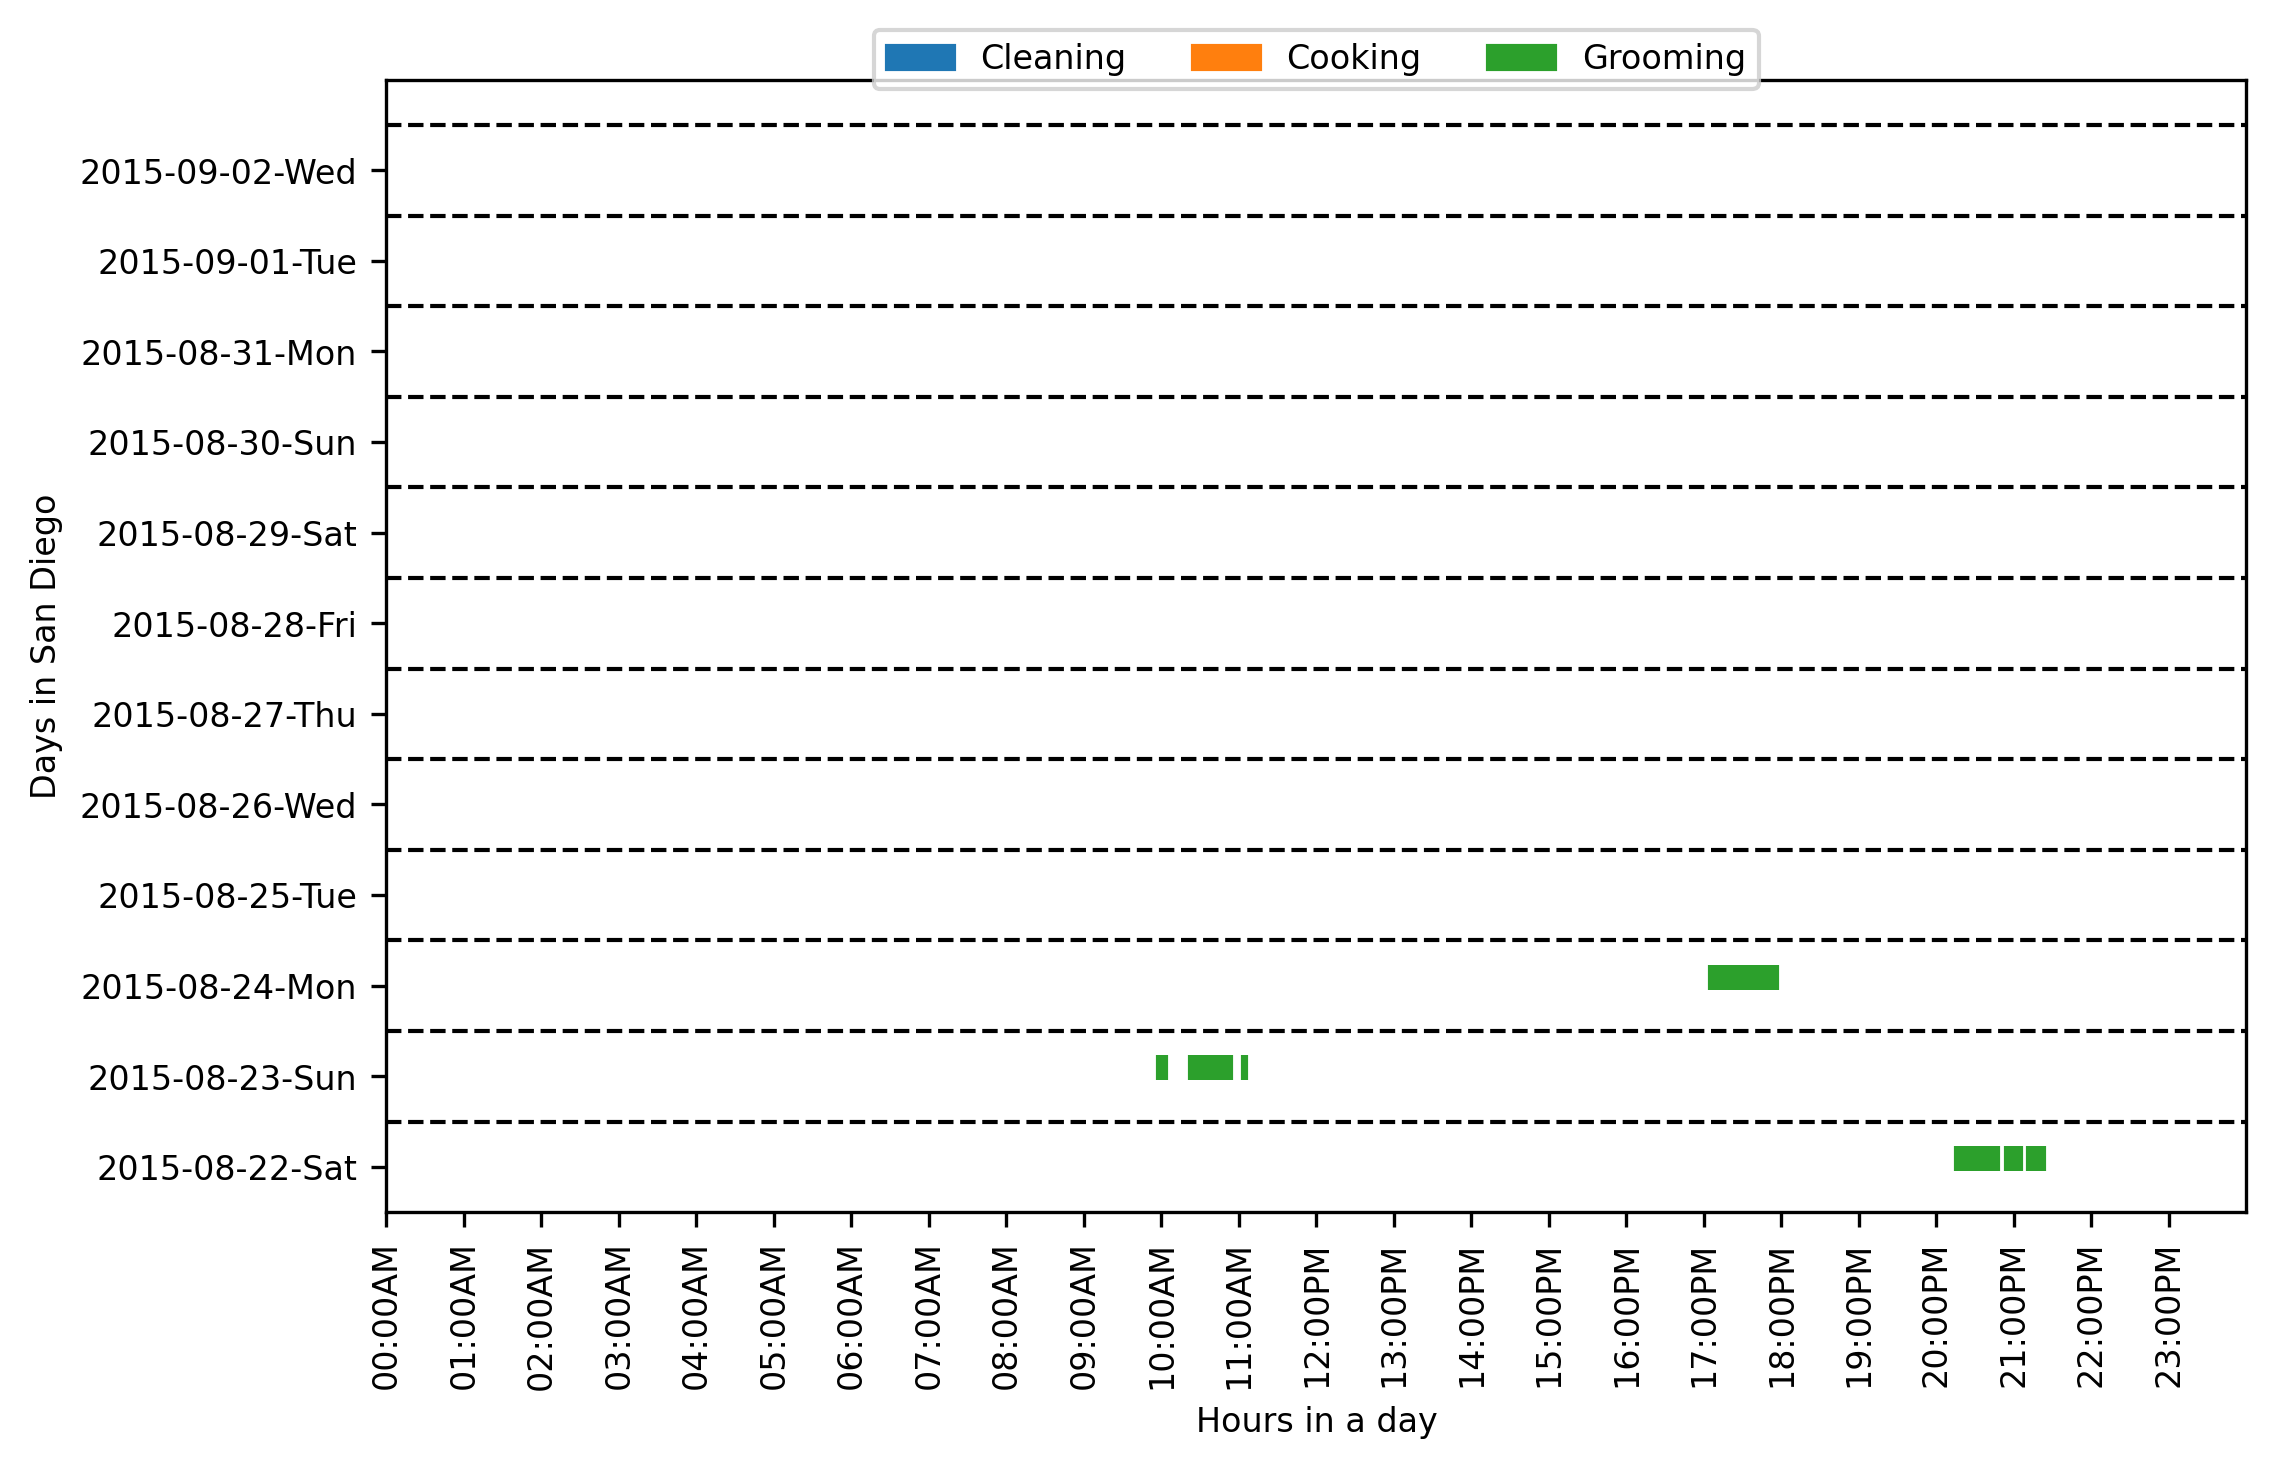 Cleaning Cooking Grooming
2015-09-02-Wed
2015-09-01-Tue
2015-08-31-Mon
2015-08-30-Sun
2015-08-29-Sat
2015-08-28-Fri
2015-08-27-Thu
2015-08-26-Wed
2015-08-25-Tue
2015-08-24-Mon
2015-08-23-Sun
2015-08-22-Sat
Days in San Diego
00:00AM
01:00AM
02:00AM
03:00AM
04:00AM
05:00AM
06:00AM
07:00AM
08:00AM
09:00AM
10:00AM
11:00AM
12:00PM
13:00PM
14:00PM
15:00PM
16:00PM
17:00PM
18:00PM
19:00PM
20:00PM
21:00PM
22:00PM
23:00PM
Hours in a day